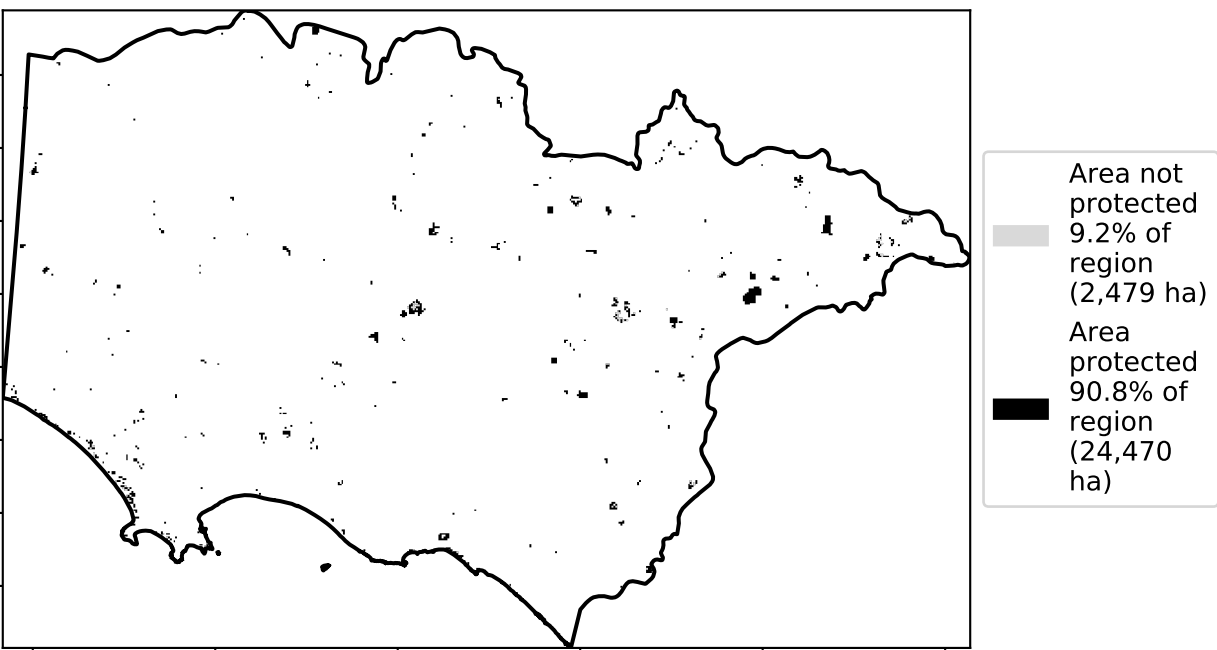 Area not
protected
9.2% of
region
(2,479 ha)
Area
protected
90.8% of
region
(24,470
ha)